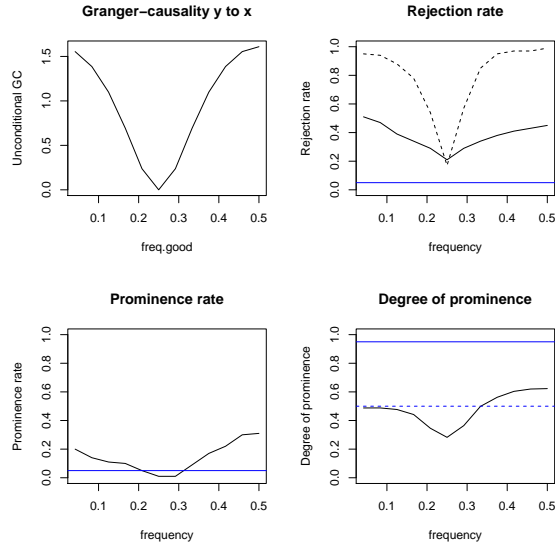 Granger−causality y to x
Unconditional GC
0.0 0.5 1.0 1.5
0.1 0.2 0.3 0.4 0.5
freq.good
Rejection rate
Rejection rate
0.0 0.2 0.4 0.6 0.8 1.0
0.1 0.2 0.3 0.4 0.5
frequency
Prominence rate
Prominence rate
0.0 0.2 0.4 0.6 0.8 1.0
0.1 0.2 0.3 0.4 0.5
frequency
Degree of prominence
Degree of prominence
0.0 0.2 0.4 0.6 0.8 1.0
0.1 0.2 0.3 0.4 0.5
frequency